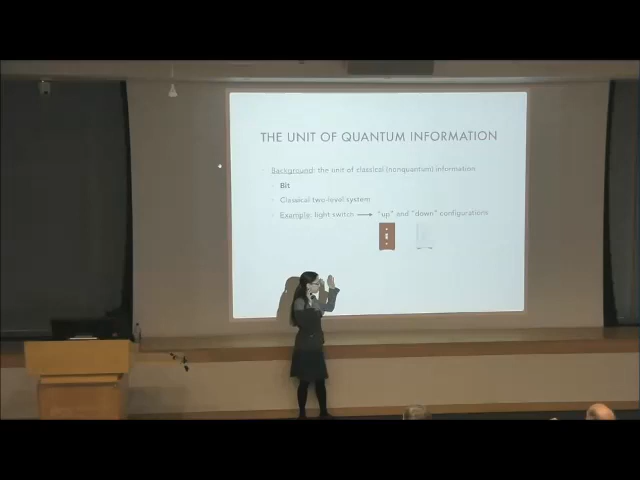 THE UNIT OF QUANTUM INFORMATION
Background: the unit of classical (nonquantum) information
Bit
Classical two-level system
Example: light switch → "up" and "down" configurations